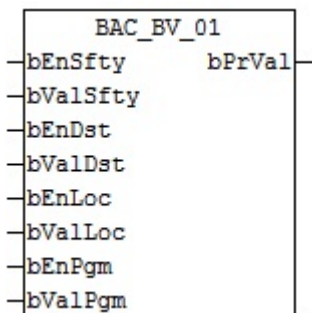 BAC_BV_01
bEnSfty bPrVal
bValSfty
bEnDst
bValDst
bEnLoc
bValLoc
bEnPgm
bValPgm